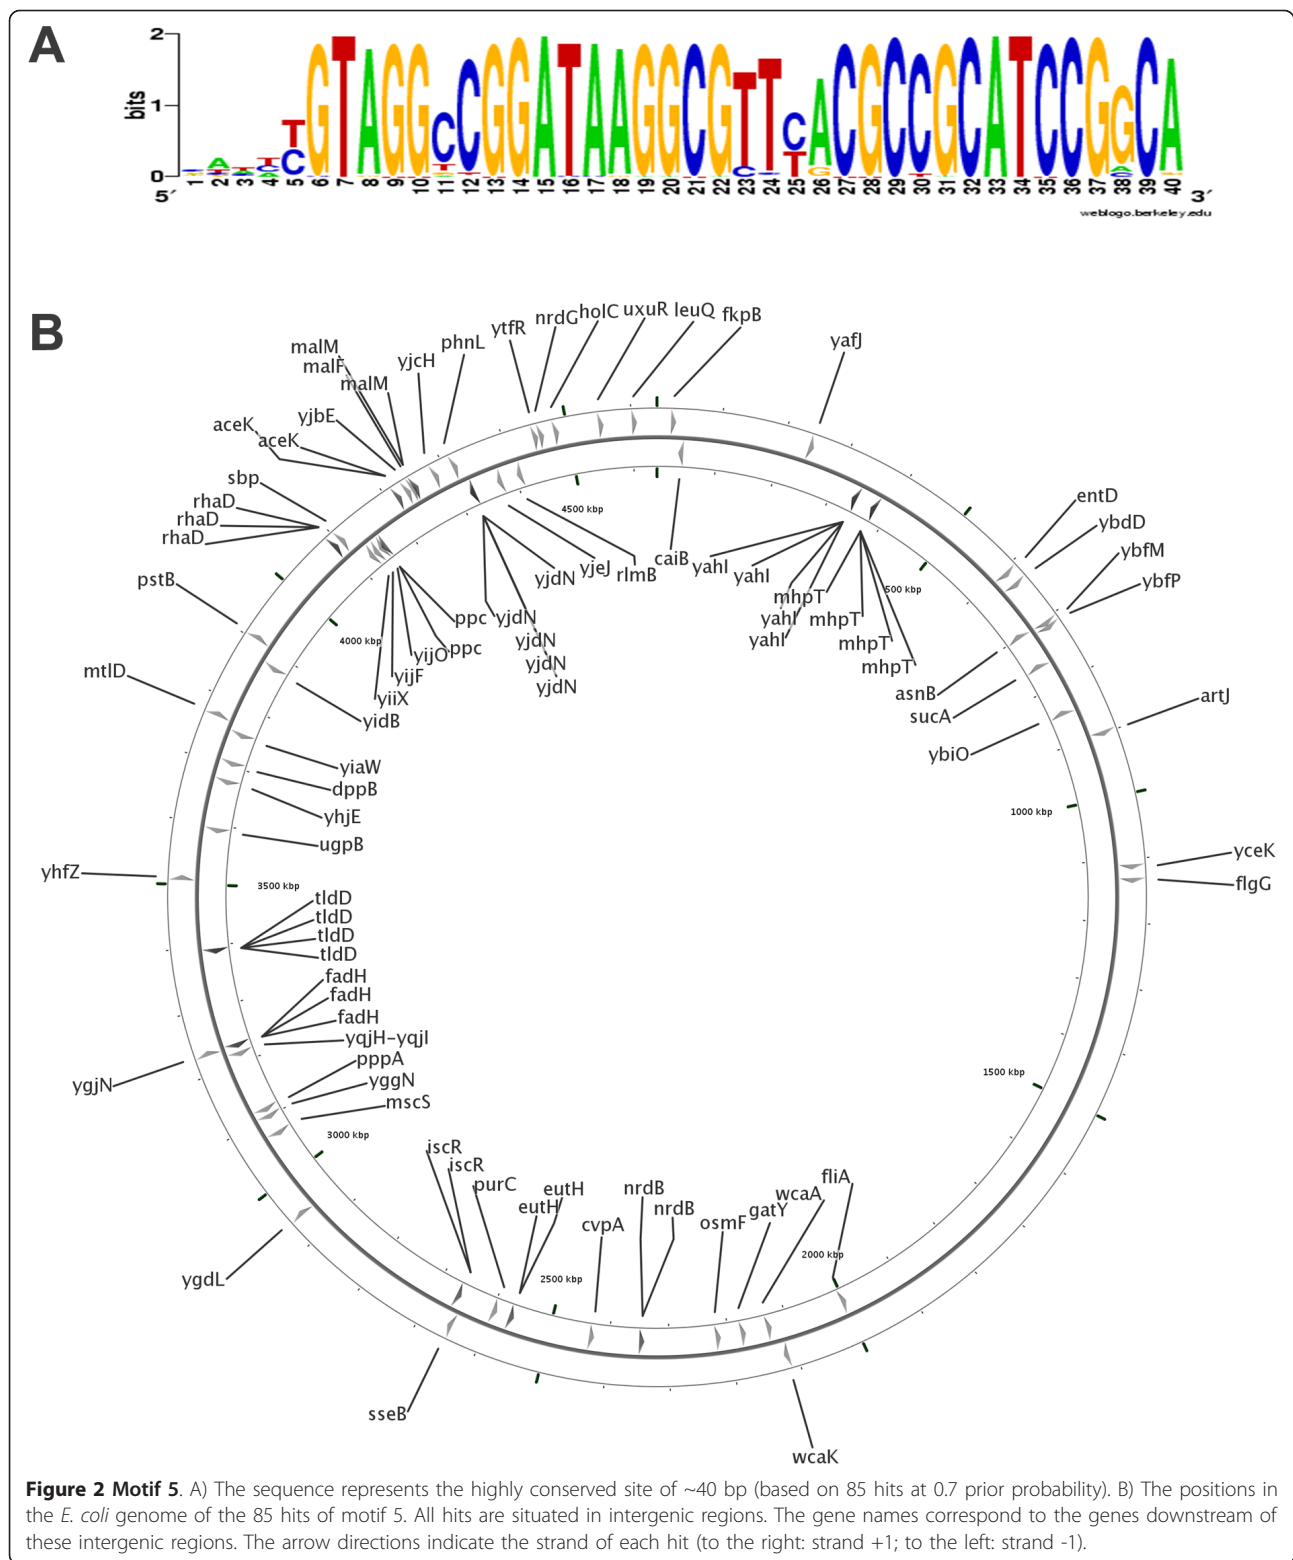 A
2
1
0
bits
5′
1 2 3 4 5 6 7 8 9 10 11 12 13 14 15 16 17 18 19 20 21 22 23 24 25 26 27 28 29 30 31 32 33 34 35 36 37 38 39 40
3′
TCGTAGGCCGGATAAGGCGTTCACGCCGCATCCGGCA
weblogo.berkeley.edu
B
malM
malF
malM
yjcH
phnL
ytfR
nrdG
holC
uxuR
leuQ
fkpB
yafJ
aceK
aceK
yjbE
sbp
rhaD
rhaD
rhaD
pstB
mtlD
yhfZ
ygjN
ygdL
sseB
wcaK
entD
ybdD
ybfM
ybfP
artJ
yceK
flgG
4500 kbp
yjdN
yjeJ
rlmB
caiB
yahI
yahI
yahI
yahI
mhpT
mhpT
mhpT
mhpT
500 kbp
asnB
sucA
ybiO
1000 kbp
1500 kbp
4000 kbp
ppc
ppc
yjdN
yjdN
yjdN
yjdN
yijO
yijF
yiiX
yidB
yiaW
dppB
yhjE
ugpB
3500 kbp
tldD
tldD
tldD
tldD
fadH
fadH
fadH
yqjH-yqjI
pppA
yggN
mscS
3000 kbp
iscR
iscR
purC
eutH
eutH
2500 kbp
cvpA
nrdB
nrdB
osmF
gatY
wcaA
fliA
2000 kbp
Figure 2 Motif 5. A) The sequence represents the highly conserved site of ~40 bp (based on 85 hits at 0.7 prior probability). B) The positions in
the E. coli genome of the 85 hits of motif 5. All hits are situated in intergenic regions. The gene names correspond to the genes downstream of
these intergenic regions. The arrow directions indicate the strand of each hit (to the right: strand +1; to the left: strand -1).